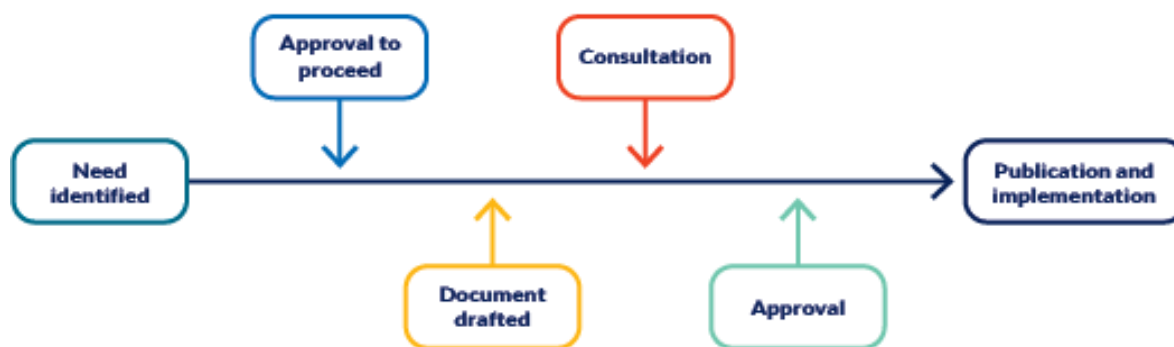 Approval to
proceed
Consultation
Need
identified
Publication and
implementation
Document
drafted
Approval